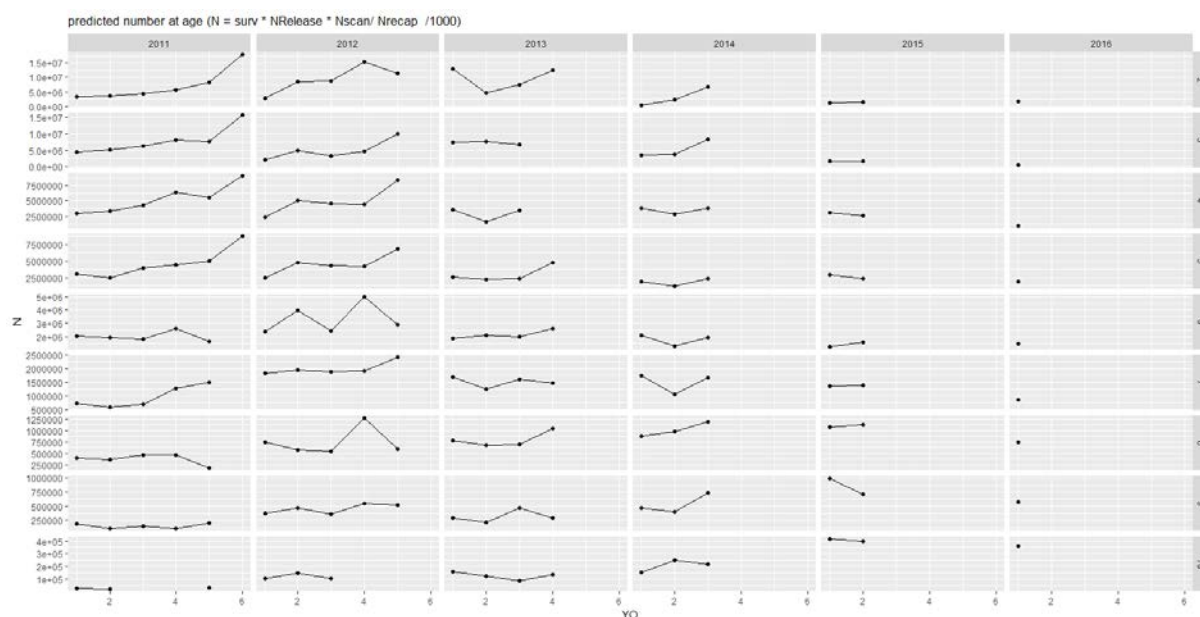 predicted number at age (N = surv * NRelease * Nscan/ Nrecap /1000)
2011 2012 2013 2014 2015 2016
1.5e+07
1.0e+07
5.0e+06
0.0e+00
1.5e+07
1.0e+07
5.0e+06
0.0e+00
7500000
5000000
2500000
7500000
5000000
2500000
N
5e+06
4e+06
3e+06
2e+06
2500000
2000000
1500000
1000000
500000
1250000
1000000
750000
500000
250000
1000000
750000
500000
250000
4e+05
3e+05
2e+05
1e+05
2 4 6 2 4 6 2 4 6 2 4 6 2 4 6 2 4 6